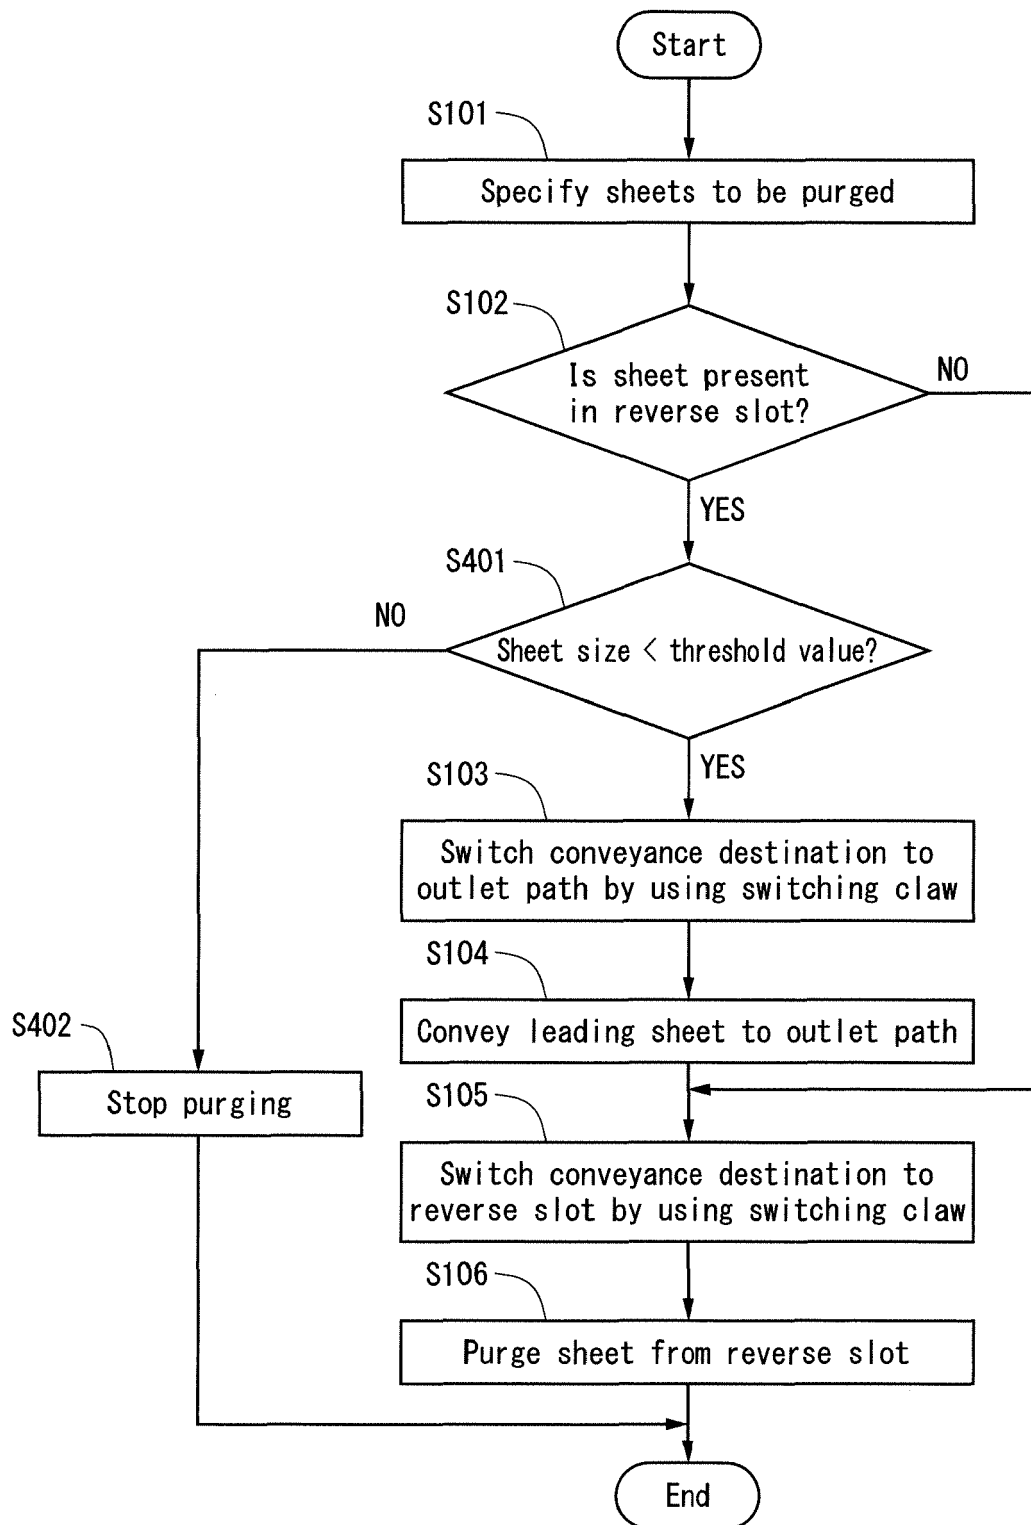 Start
S101
Specify sheets to be purged
S102
Is sheet present
in reverse slot?
NO
YES
S401
NO
Sheet size < threshold value?
YES
S103
Switch conveyance destination to
outlet path by using switching claw
S104
Convey leading sheet to outlet path
S402
Stop purging
S105
Switch conveyance destination to
reverse slot by using switching claw
S106
Purge sheet from reverse slot
End